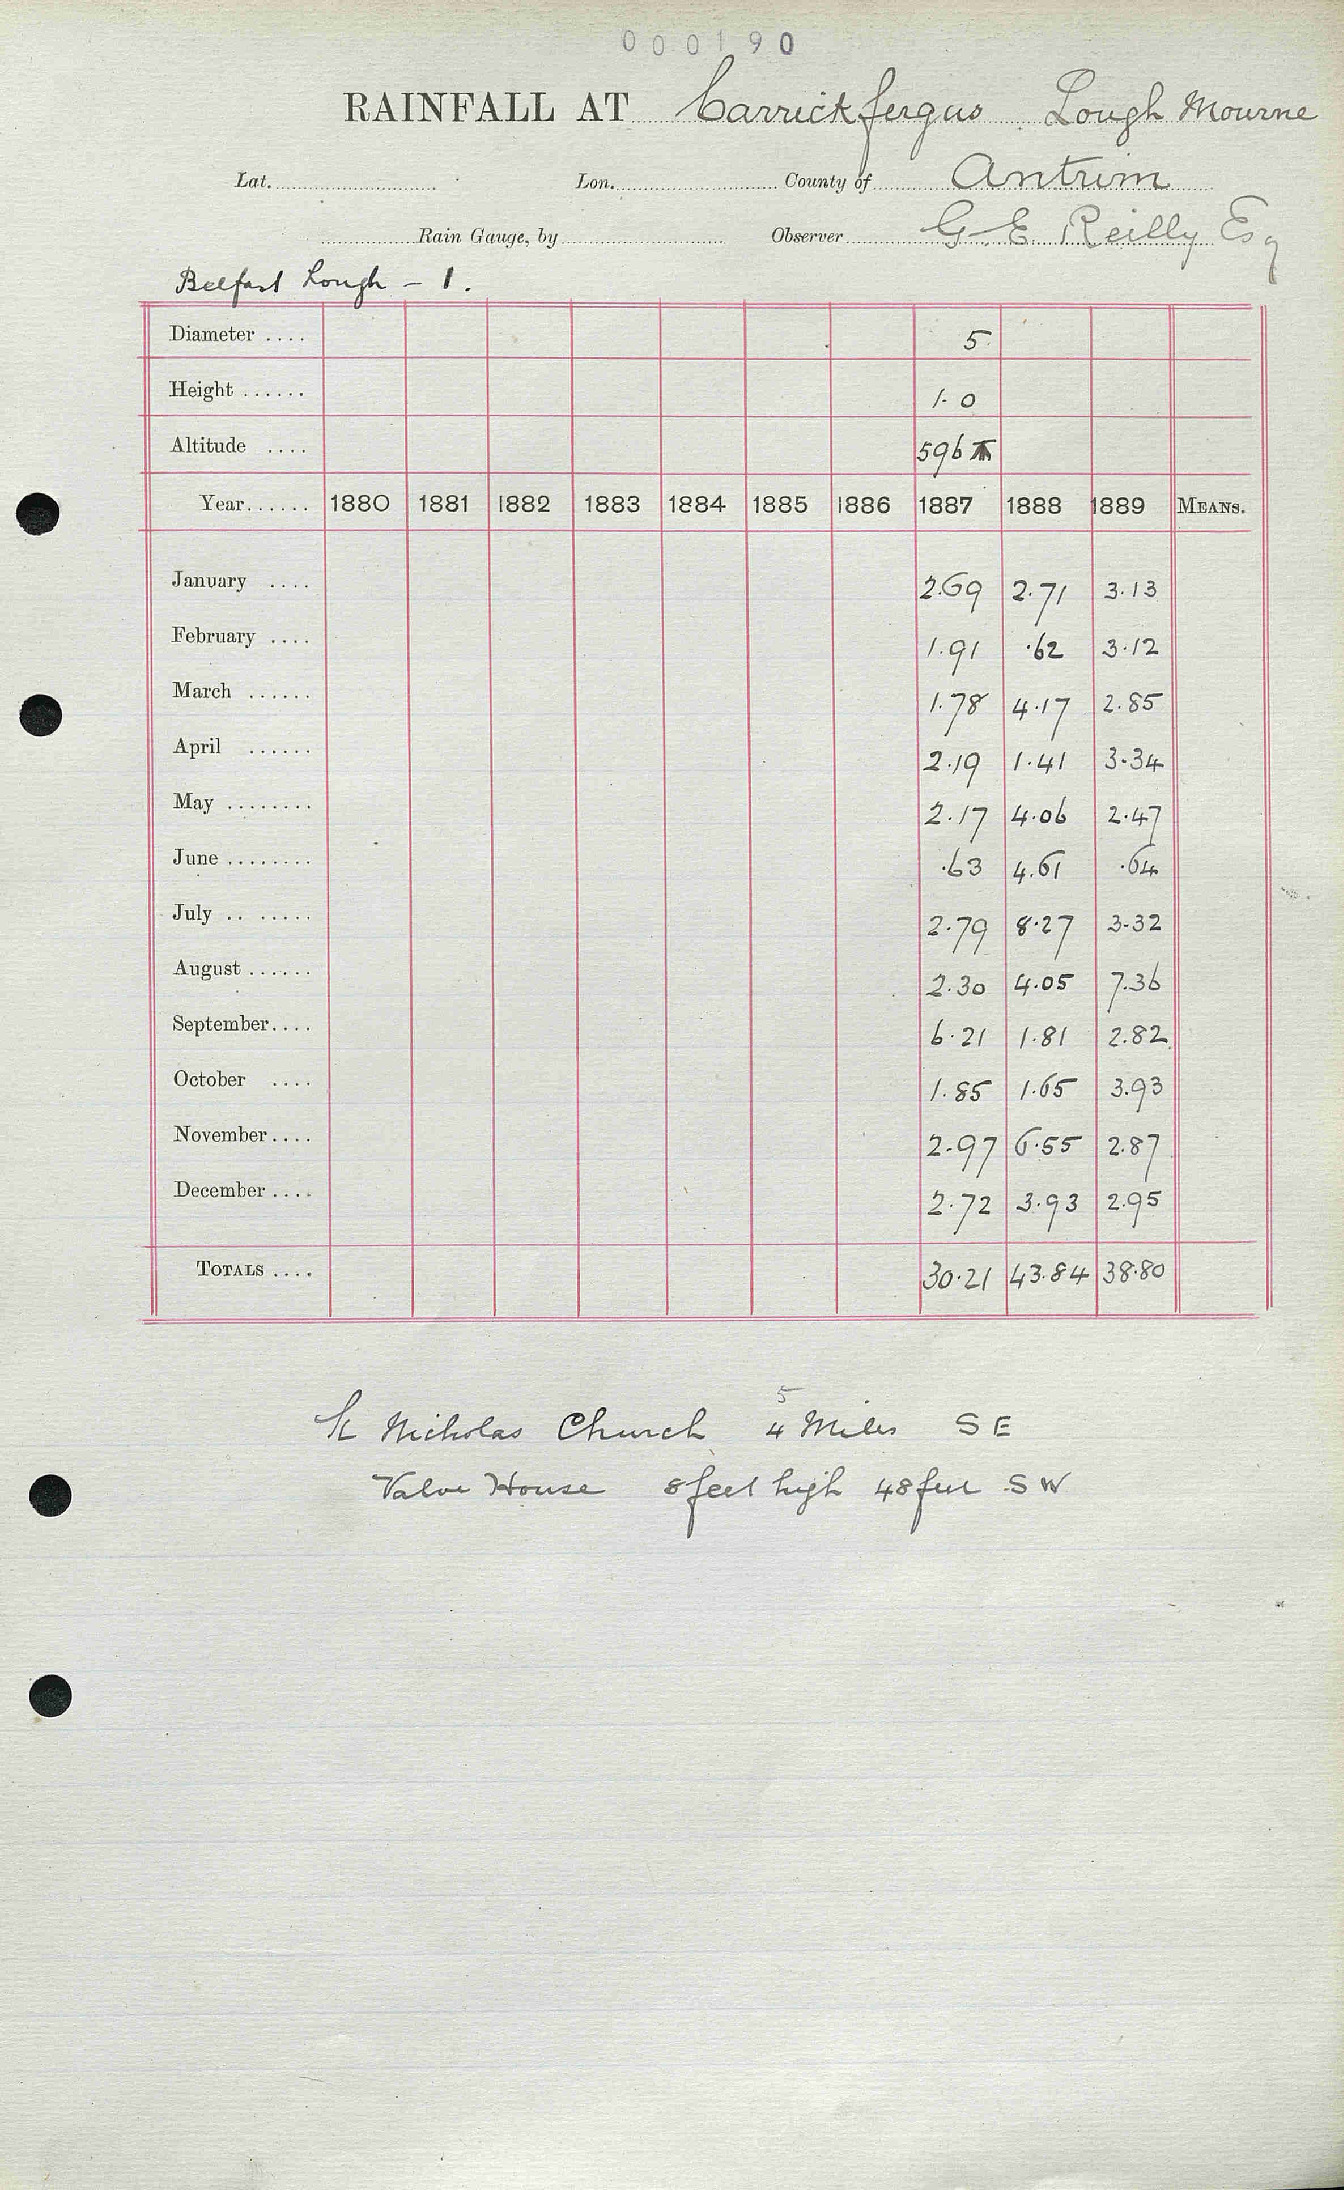 000190
RAINFALL AT Carrickfergus Lough Mourne
Lat. Lon. County of Antrim
Rain Gauge, by Observer G. E. Reilly Esq
Belfast Lough - 1.
Diameter .... 5
Height ...... 1.0
Altitude .... 596
Year...... 1880 1881 1882 1883 1884 1885 1886 1887 1888 1889 MEANS.
January .... 2.69 2.71 3.13
February .... 1.91 .62 3.12
March ...... 1.78 4.17 2.85
April ...... 2.19 1.41 3.34
May ........ 2.17 4.06 2.47
June ........ .63 4.61 .64
July .. ..... 2.79 8.27 3.32
August ...... 2.30 4.05 7.36
September.... 6.21 1.81 2.82
October .... 1.85 1.65 3.93
November.... 2.97 6.55 2.87
December .... 2.72 3.93 2.95
TOTALS .... 30.21 43.84 38.80
5
St Nicholas Church 4 Miles S E
Valve House 8 feet high 48 feet S W